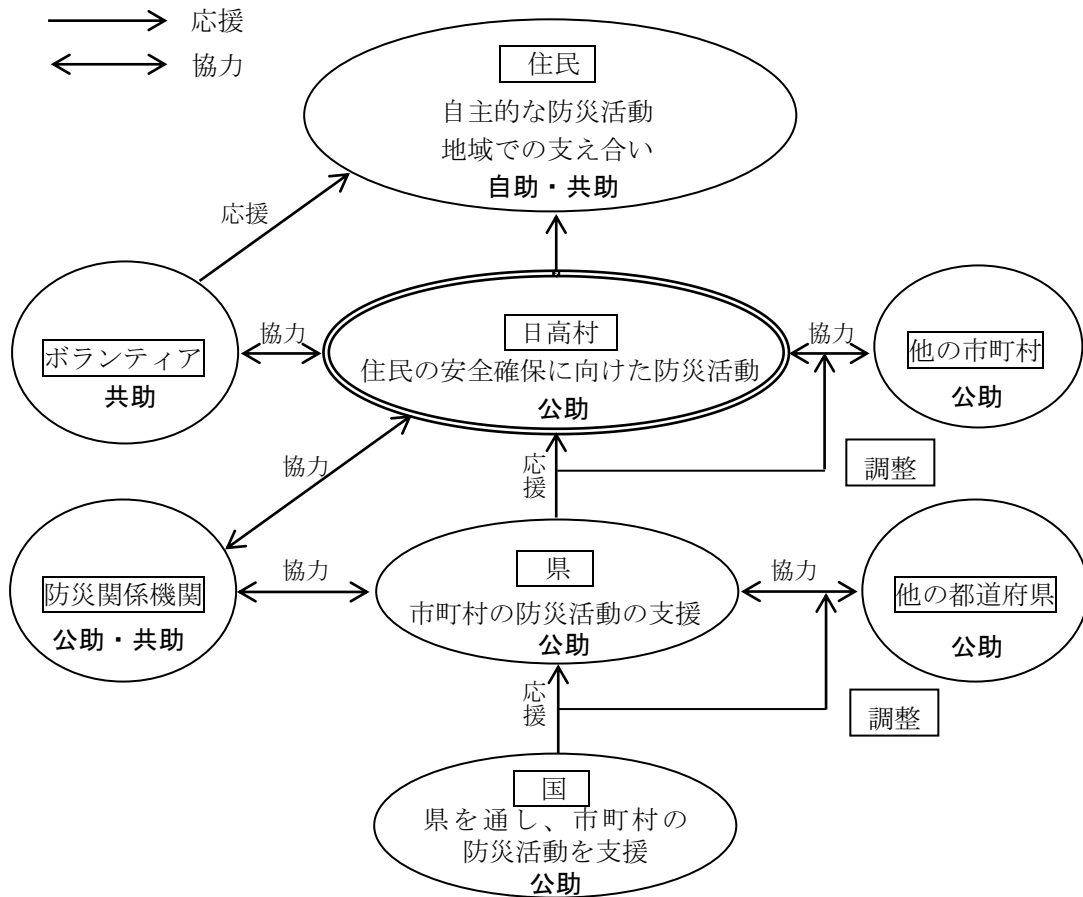 応援
協力
住民
自主的な防災活動
地域での支え合い
自助・共助
応援
ボランティア
共助
協力
日高村
住民の安全確保に向けた防災活動
公助
協力
他の市町村
公助
協力
応援
調整
防災関係機関
公助・共助
協力
県
市町村の防災活動の支援
公助
協力
他の都道府県
公助
応援
調整
国
県を通し、市町村の
防災活動を支援
公助